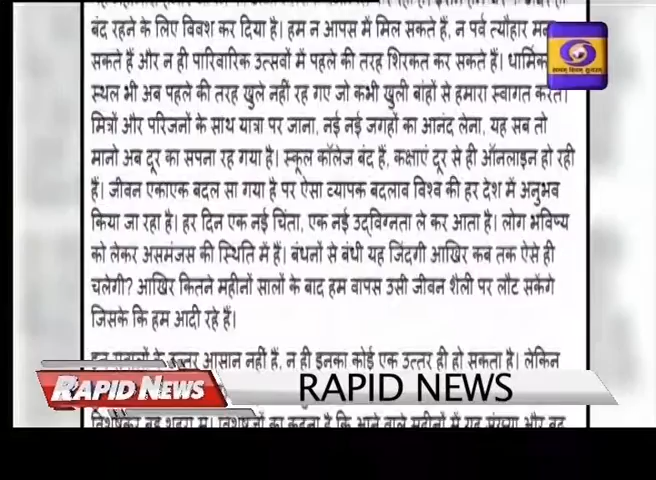 बंद रहने के लिए विवश कर दिया है। हम न आपस में मिल सकते हैं, न पर्व त्यौहार
सकते हैं और न ही पारिवारिक उत्सवों में पहले की तरह शिरकत कर सकते हैं।
स्थल भी अब पहले की तरह खुले नहीं रह गए जो कभी खुली बांहों से हमारा स्वागत करते।
मित्रों और परिजनों के साथ यात्रा पर जाना, नई नई जगहों का आनंद लेना, यह सब तो
मानो अब दूर का सपना रह गया है। स्कूल कॉलेज बंद हैं, कक्षाएं दूर से ही ऑनलाइन हो रही
हैं। जीवन एकाएक बदल सा गया है पर ऐसा व्यापक बदलाव विश्व की हर देश में अनुभव
किया जा रहा है। हर दिन एक नई चिंता, एक नई उद्विग्नता ले कर आता है। लोग भविष्य
को लेकर असमंजस की स्थिति में हैं। बंधनों से बंधी यह जिंदगी आखिर कब तक ऐसे ही
चलेगी? आखिर कितने महीनों सालों के बाद हम वापस उसी जीवन शैली पर लौट सकेंगे
जिसके कि हम आदी रहे हैं।
के उत्तर आसान नहीं हैं, न ही इनका कोई एक उत्तर ही हो सकता है। लेकिन
RAPID NEWS
RAPID NEWS